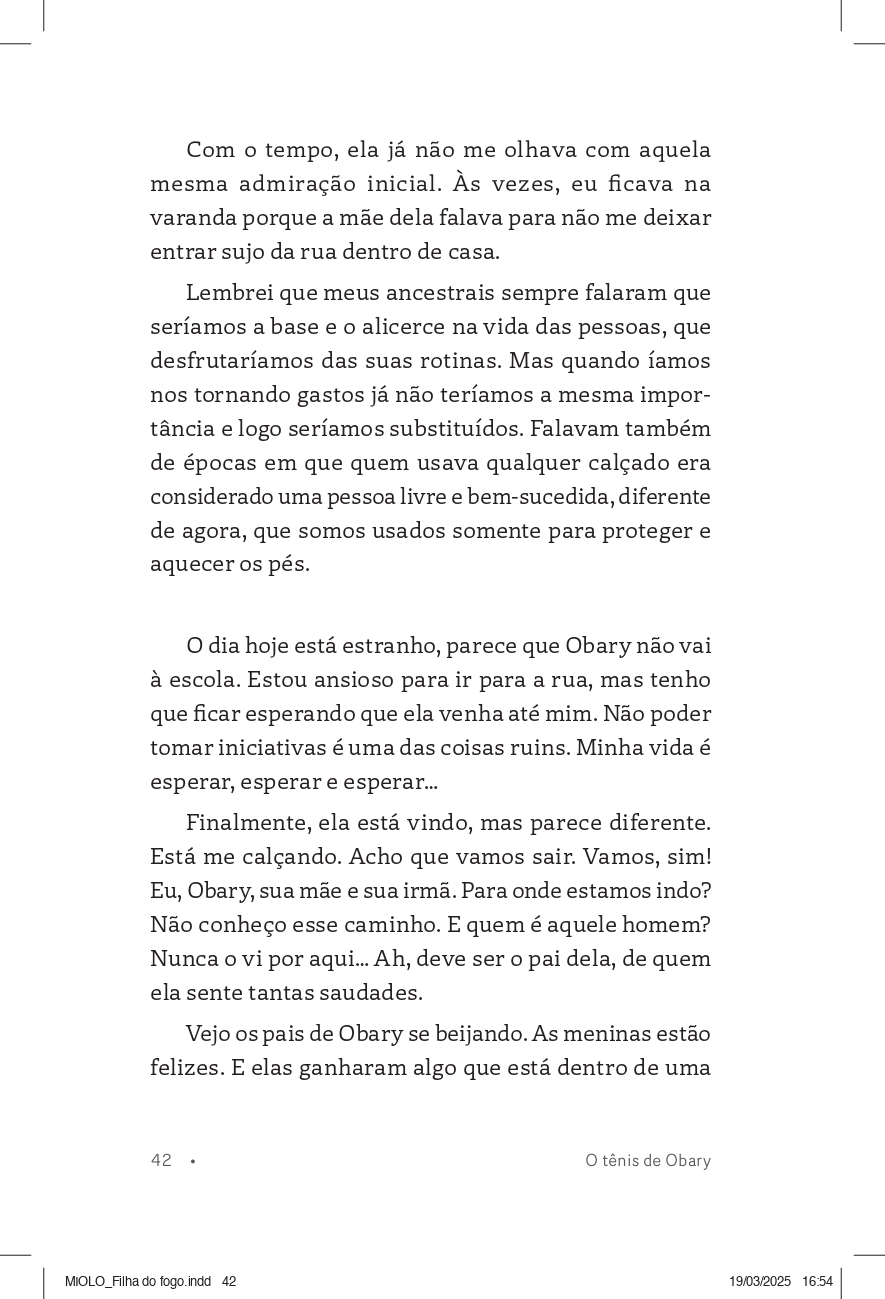 Com o tempo, ela já não me olhava com aquela
mesma admiração inicial. Às vezes, eu ficava na
varanda porque a mãe dela falava para não me deixar
entrar sujo da rua dentro de casa.
Lembrei que meus ancestrais sempre falaram que
seríamos a base e o alicerce na vida das pessoas, que
desfrutaríamos das suas rotinas. Mas quando íamos
nos tornando gastos já não teríamos a mesma impor-
tância e logo seríamos substituídos. Falavam também
de épocas em que quem usava qualquer calçado era
considerado uma pessoa livre e bem-sucedida, diferente
de agora, que somos usados somente para proteger e
aquecer os pés.
O dia hoje está estranho, parece que Obary não vai
à escola. Estou ansioso para ir para a rua, mas tenho
que ficar esperando que ela venha até mim. Não poder
tomar iniciativas é uma das coisas ruins. Minha vida é
esperar, esperar e esperar...
Finalmente, ela está vindo, mas parece diferente.
Está me calçando. Acho que vamos sair. Vamos, sim!
Eu, Obary, sua mãe e sua irmã. Para onde estamos indo?
Não conheço esse caminho. E quem é aquele homem?
Nunca o vi por aqui... Ah, deve ser o pai dela, de quem
ela sente tantas saudades.
Vejo os pais de Obary se beijando. As meninas estão
felizes. E elas ganharam algo que está dentro de uma
42 • O tênis de Obary
MIOLO_Filha do fogo.indd 42 19/03/2025 16:54